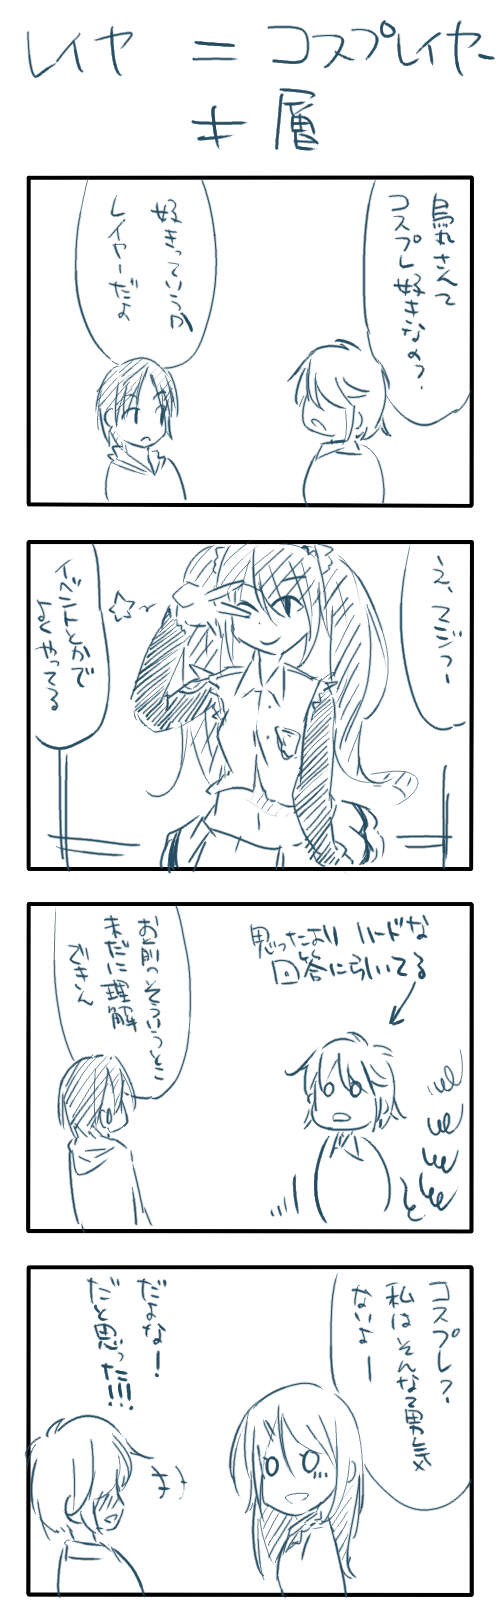 レイヤ = コスプレイヤー
≠ 層
烏丸さんて
コスプレ好きなの?
好きっていうか
レイヤーだよ
え、マジっ
イベントとかで
よくやってる
思ったより ハードな
回答に引いてる
お前のそういうとこ
未だに理解
できん
コスプレ?
私はそんな男気
ないよー
だよな!
だと思った!!!